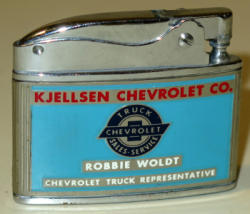 KJELLSEN CHEVROLET CO.
TRUCK
CHEVROLET
SALES-SERVICE
ROBBIE WOLDT
CHEVROLET TRUCK REPRESENTATIVE